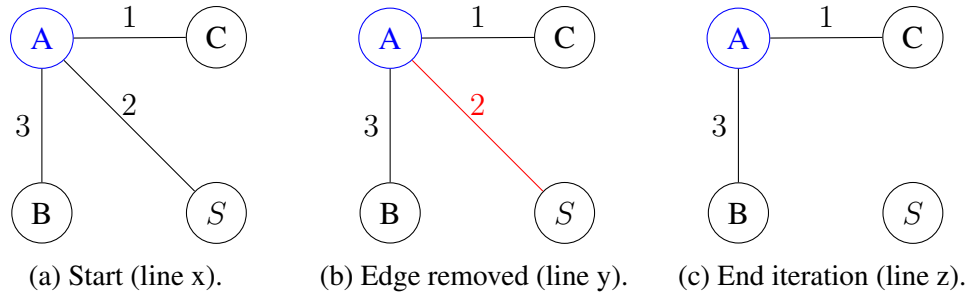 1
A
C
3
2
B
S
(a) Start (line x).
1
A
C
3
2
B
S
(b) Edge removed (line y).
1
A
C
3
B
S
(c) End iteration (line z).